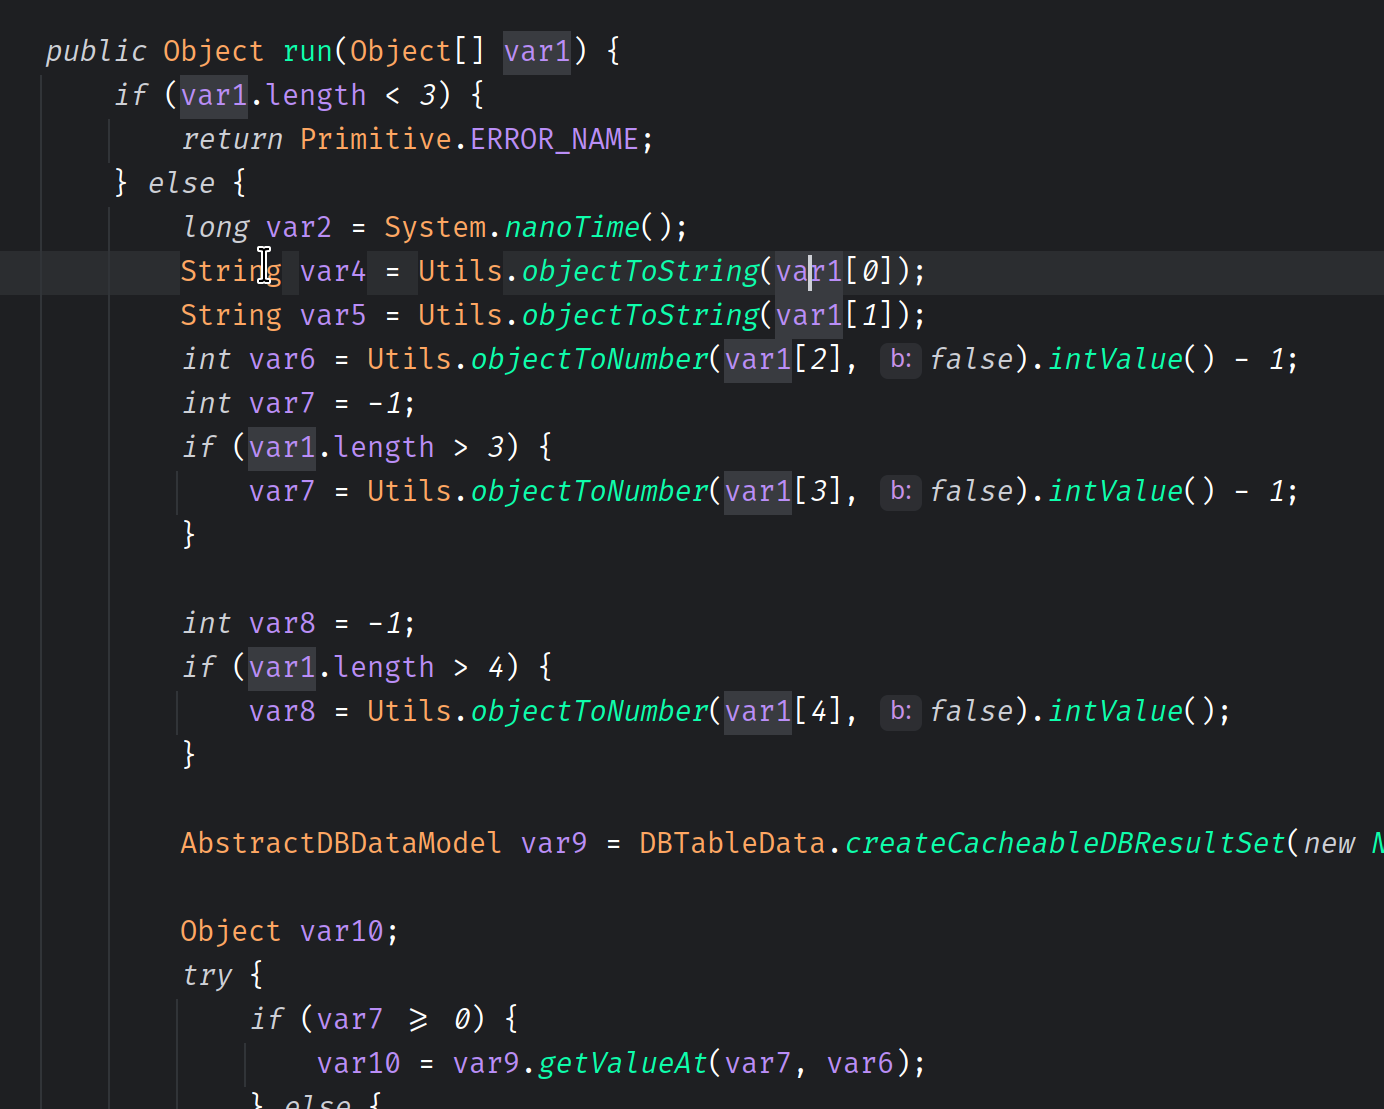 public Object run(Object[] var1) {
if (var1.length < 3) {
return Primitive.ERROR_NAME;
} else {
long var2 = System.nanoTime();
String var4 = Utils.objectToString(var1[0]);
String var5 = Utils.objectToString(var1[1]);
int var6 = Utils.objectToNumber(var1[2], b: false).intValue() - 1;
int var7 = -1;
if (var1.length > 3) {
var7 = Utils.objectToNumber(var1[3], b: false).intValue() - 1;
}
int var8 = -1;
if (var1.length > 4) {
var8 = Utils.objectToNumber(var1[4], b: false).intValue();
}
AbstractDBDataModel var9 = DBTableData.createCacheableDBResultSet(new
Object var10;
try {
if (var7 ⩾ 0) {
var10 = var9.getValueAt(var7, var6);
} else {